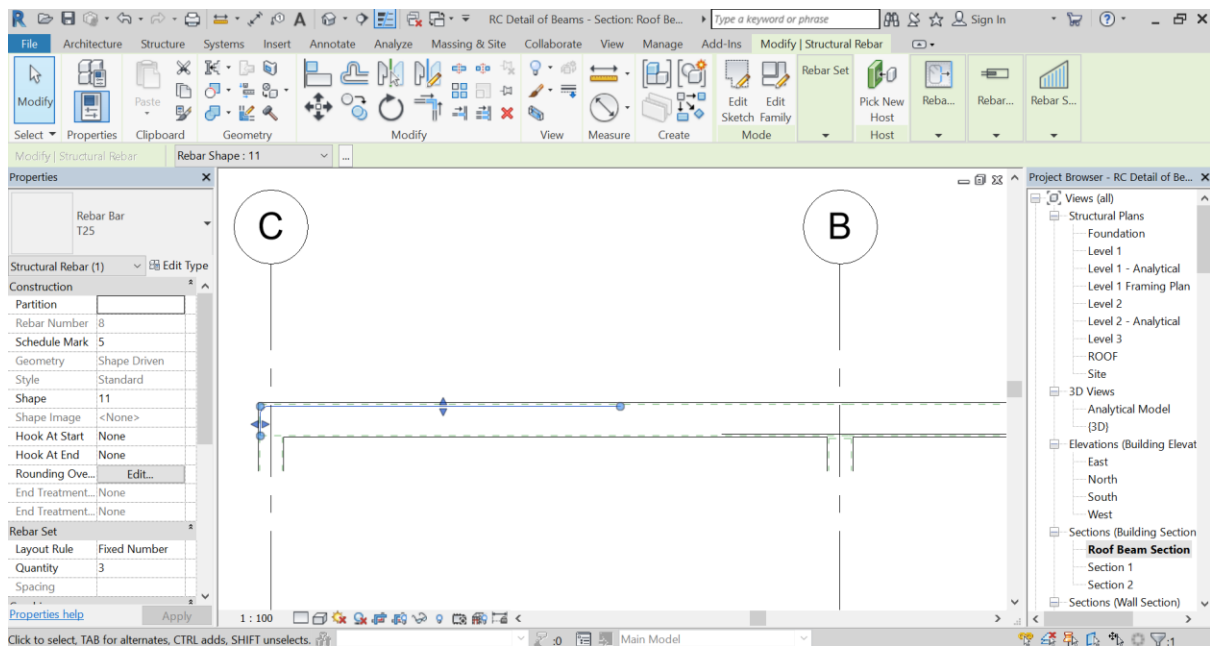 R A RC Detail of Beams - Section: Roof Be... Type a keyword or phrase Sign In
File Architecture Structure Systems Insert Annotate Analyze Massing & Site Collaborate View Manage Add-Ins Modify | Structural Rebar
Modify Paste Edit Sketch Edit Family Rebar Set Pick New Host Reba... Rebar... Rebar S...
Select Properties Clipboard Geometry Modify View Measure Create Mode Host
Modify | Structural Rebar Rebar Shape : 11 ...
Properties
Rebar Bar
T25
Structural Rebar (1) Edit Type
Construction
Partition
Rebar Number 8
Schedule Mark 5
Geometry Shape Driven
Style Standard
Shape 11
Shape Image <None>
Hook At Start None
Hook At End None
Rounding Ove... Edit...
End Treatment... None
End Treatment... None
Rebar Set
Layout Rule Fixed Number
Quantity 3
Spacing
Properties help Apply
C B
1 : 100
Project Browser - RC Detail of Be...
Views (all)
Structural Plans
Foundation
Level 1
Level 1 - Analytical
Level 1 Framing Plan
Level 2
Level 2 - Analytical
Level 3
ROOF
Site
3D Views
Analytical Model
{3D}
Elevations (Building Elevat
East
North
South
West
Sections (Building Section
Roof Beam Section
Section 1
Section 2
Sections (Wall Section)
Click to select, TAB for alternates, CTRL adds, SHIFT unselects. :0 Main Model :1